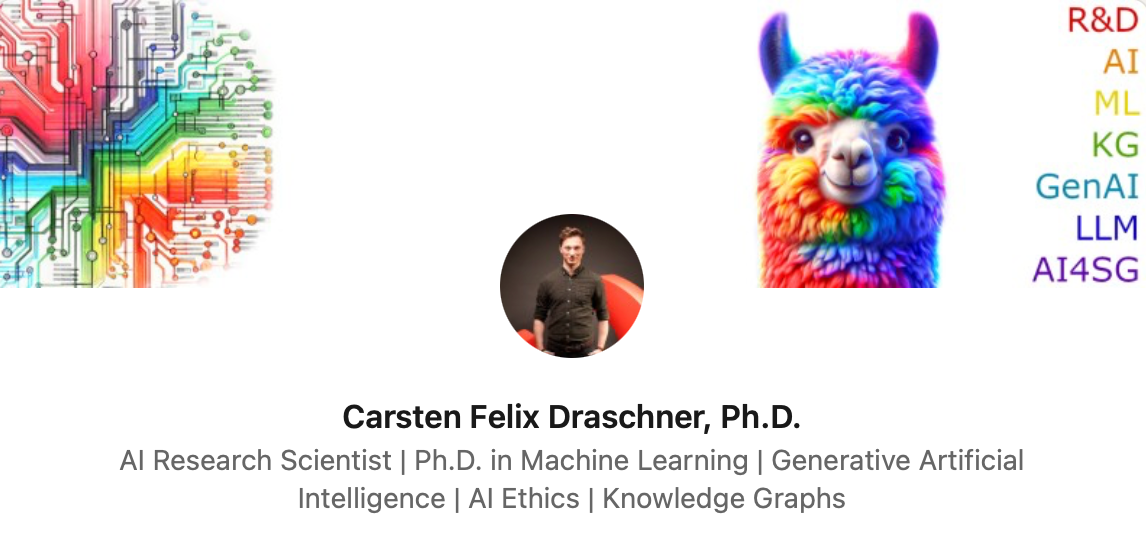 R&D
AI
ML
KG
GenAI
LLM
AI4SG
Carsten Felix Draschner, Ph.D.
AI Research Scientist | Ph.D. in Machine Learning | Generative Artificial
Intelligence | AI Ethics | Knowledge Graphs